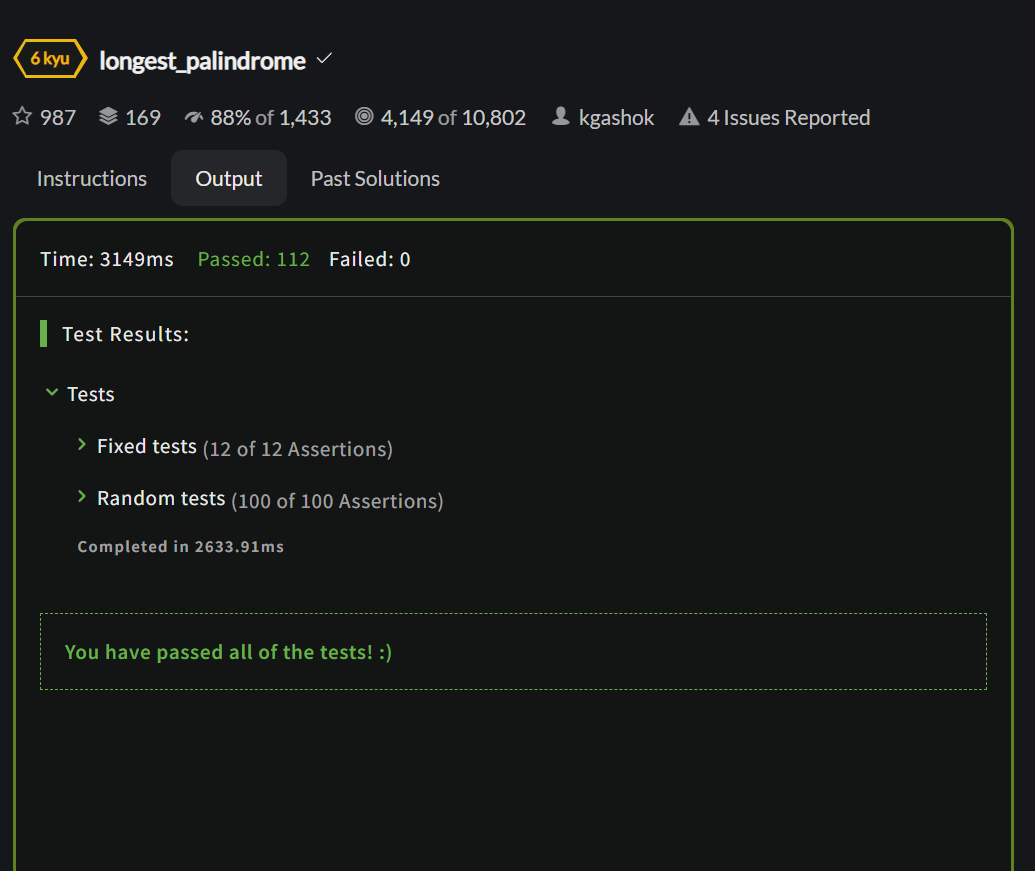 6 kyu longest_palindrome
987 169 88% of 1,433 4,149 of 10,802 kgashok 4 Issues Reported
Instructions Output Past Solutions
Time: 3149ms Passed: 112 Failed: 0
Test Results:
Tests
Fixed tests (12 of 12 Assertions)
Random tests (100 of 100 Assertions)
Completed in 2633.91ms
You have passed all of the tests! :)